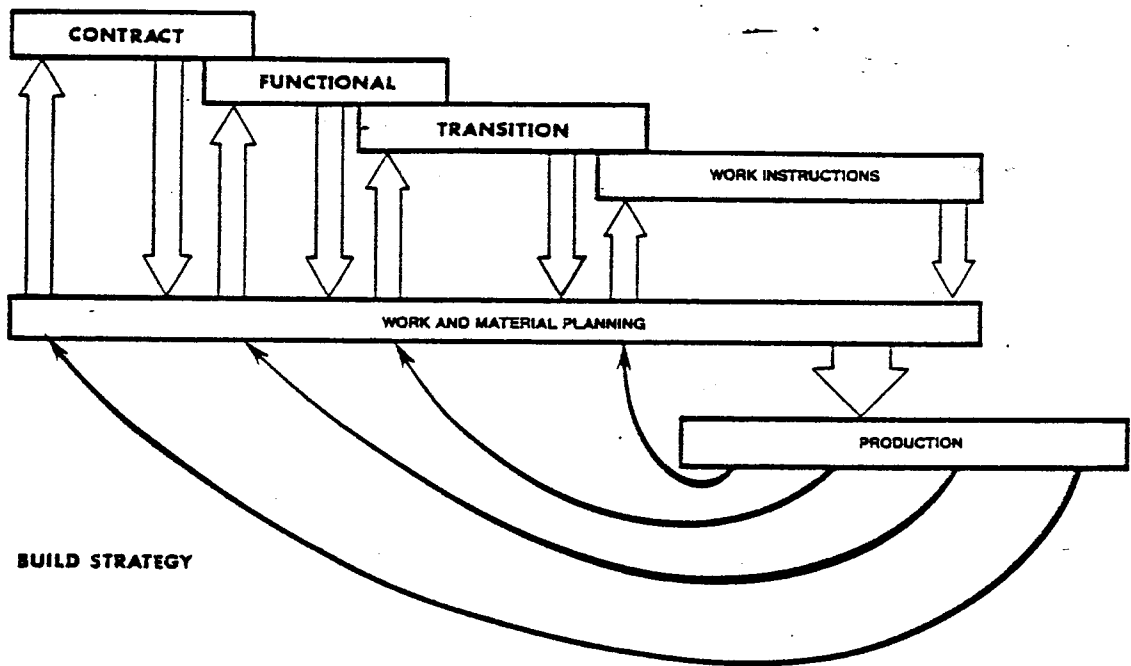 CONTRACT
FUNCTIONAL
TRANSITION
WORK INSTRUCTIONS
WORK AND MATERIAL PLANNING
PRODUCTION
BUILD STRATEGY